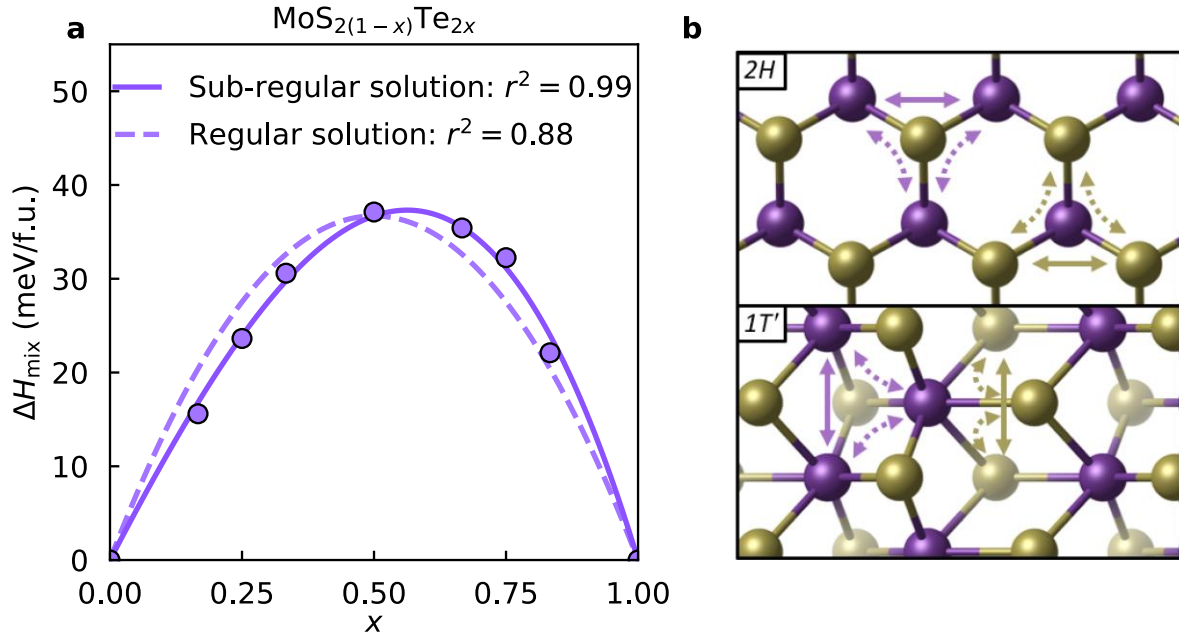 a
MoS2(1−x)Te2x
b
Sub-regular solution: r² = 0.99
Regular solution: r² = 0.88
ΔHmix (meV/f.u.)
50
40
30
20
10
0
0.00 0.25 0.50 0.75 1.00
x
2H
1T′